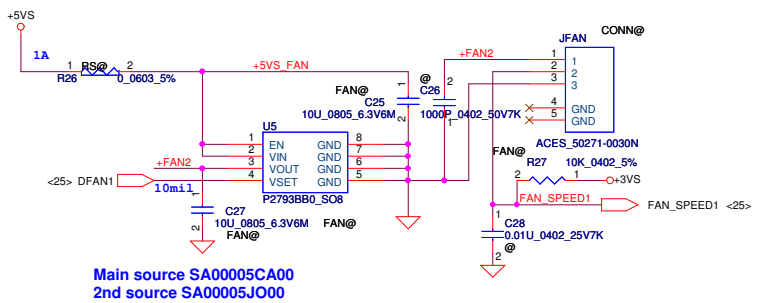 +5VS
1A
1 RS@ 2
R26 0_0603_5%
+5VS_FAN
FAN@
C25
1
2
10U_0805_6.3V6M
@
2 C26
1
1000P_0402_50V7K
+FAN2
JFAN
CONN@
1 1
2 2
3 3
4 GND
5 GND
ACES_50271-0030N
U5
1 EN GND 8
2 VIN GND 7
3 VOUT GND 6
4 VSET GND 5
P2793BB0_SO8
FAN@
+FAN2
<25> DFAN1
10mil
1
2
C27
10U_0805_6.3V6M
FAN@
FAN@
R27 10K_0402_5%
2 1
+3VS
FAN_SPEED1
FAN_SPEED1 <25>
1
2
C28
0.01U_0402_25V7K
@
Main source SA00005CA00
2nd source SA00005JO00